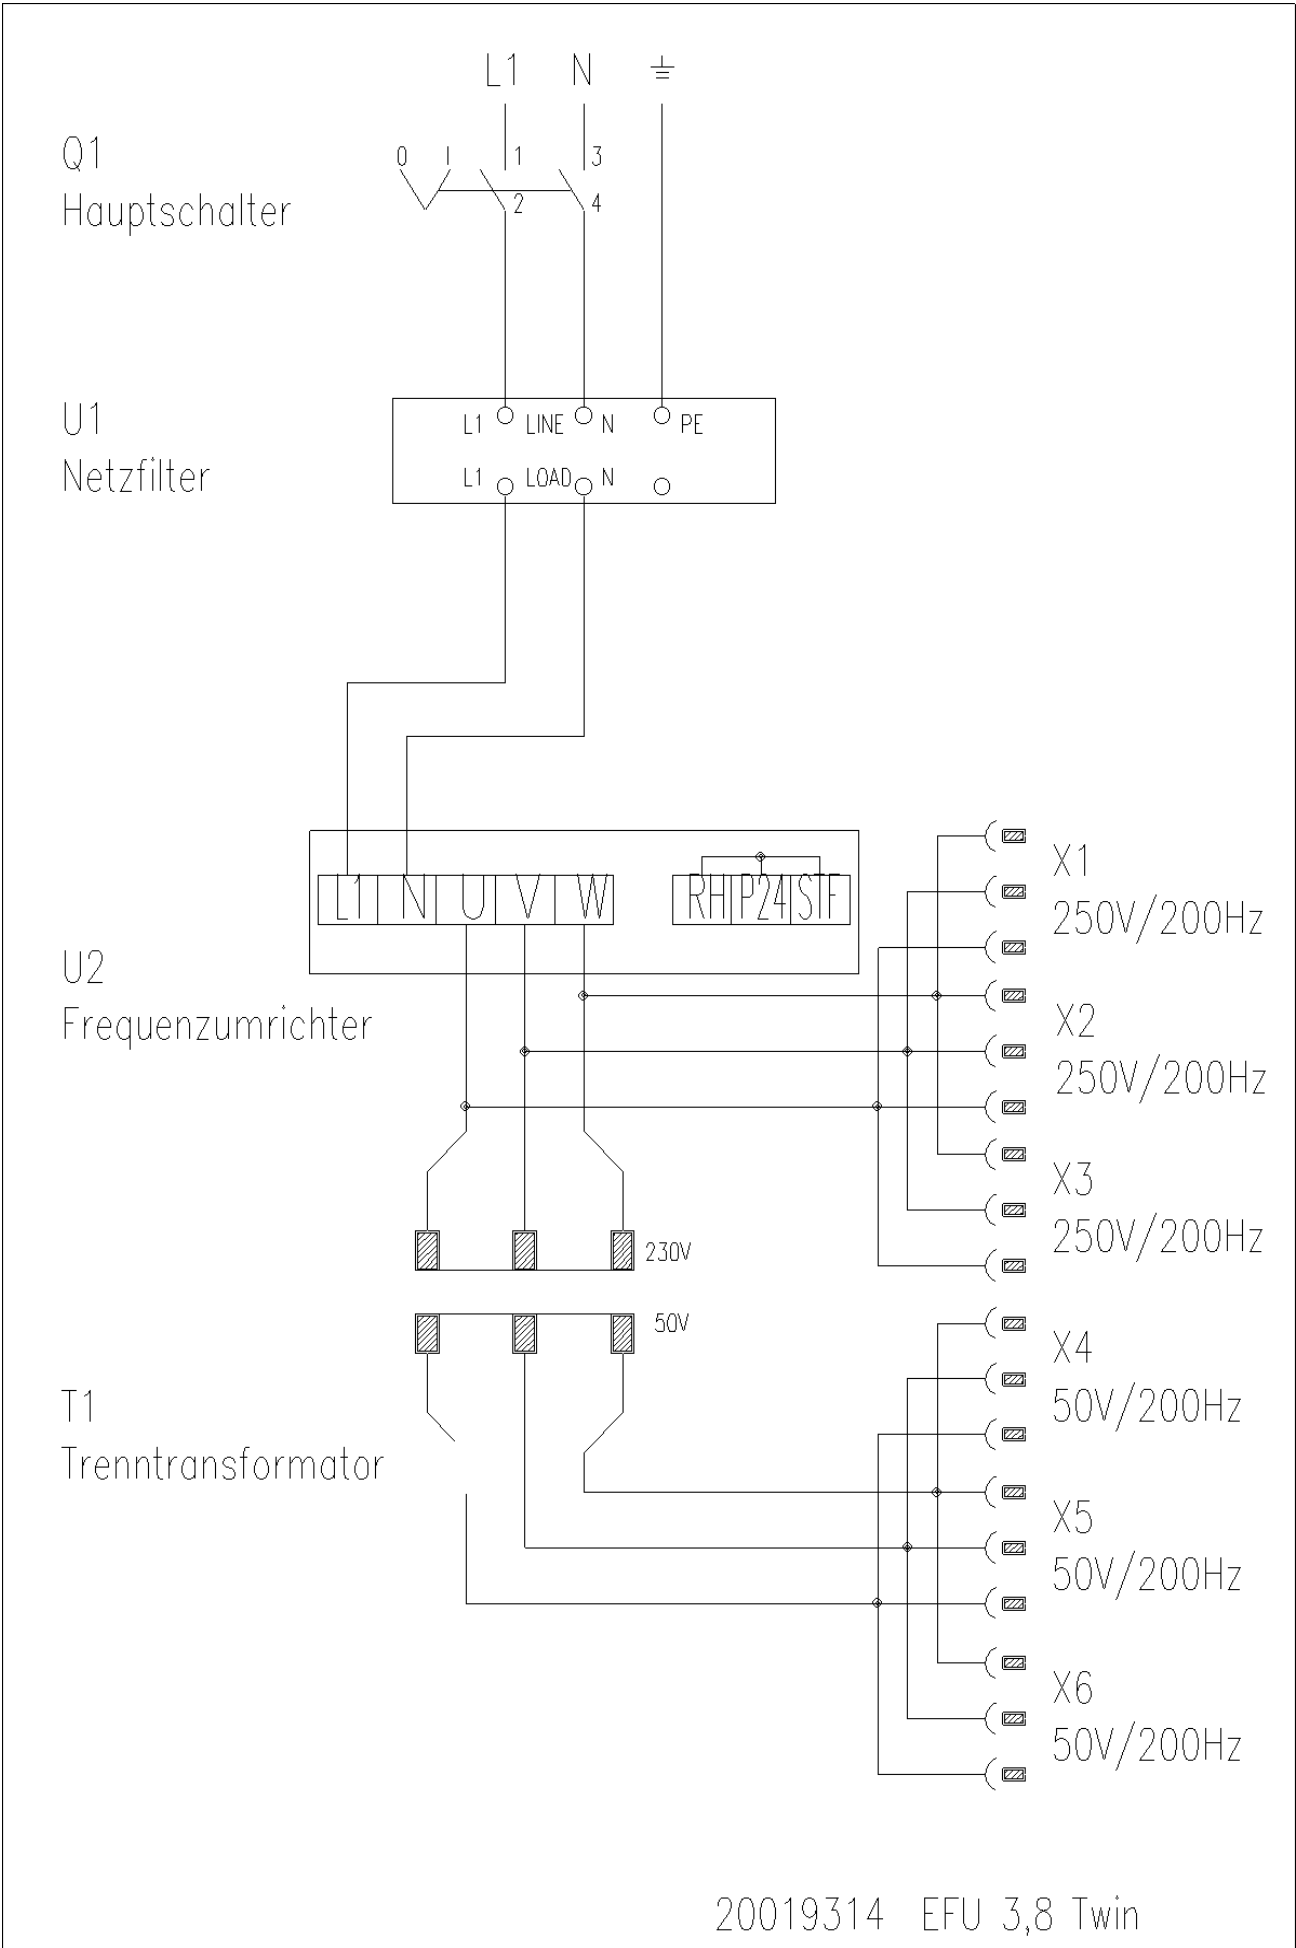 L1 N
Q1
Hauptschalter
0 I 1 3
2 4
U1
Netzfilter
L1 LINE N PE
L1 LOAD N
L1 N U V W RH P24 STF
U2
Frequenzumrichter
X1
250V/200Hz
X2
250V/200Hz
X3
250V/200Hz
230V
50V
T1
Trenntransformator
X4
50V/200Hz
X5
50V/200Hz
X6
50V/200Hz
20019314 EFU 3,8 Twin